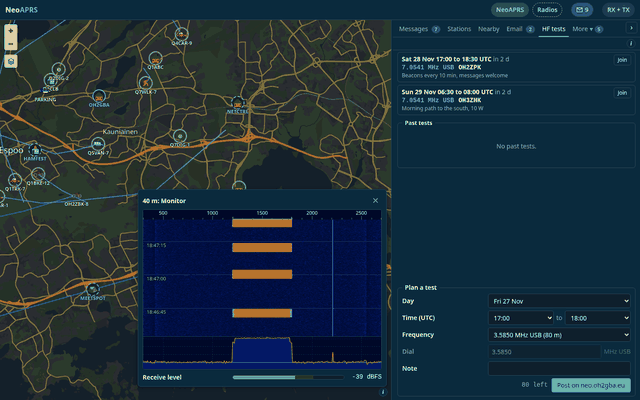 NeoAPRS
NeoAPRS
Radios
9
RX + TX
Messages 7
Stations
Nearby
Email 2
HF tests
More ▾ 5
Sat 28 Nov 17:00 to 18:30 UTC in 2 d
7.0541 MHz USB OH2ZPK
Beacons every 10 min, messages welcome
Join
Sun 29 Nov 06:30 to 08:00 UTC in 2 d
7.0541 MHz USB OH3ZHK
Morning path to the south, 10 W
Join
Past tests
No past tests.
Plan a test
Day
Fri 27 Nov
Time (UTC)
17:00
to
18:00
Frequency
3.5850 MHz USB (80 m)
Dial
3.5850
MHz USB
Note
80 left
Post on neo.oh2gba.eu
PARKING
OH2GBA
Kauniainen
Espoo
HAMFEST
OH2ZBX-8
40 m: Monitor
500
1000
1500
2000
2500
18:47:15
18:47:00
18:46:45
Receive level
-39 dBFS